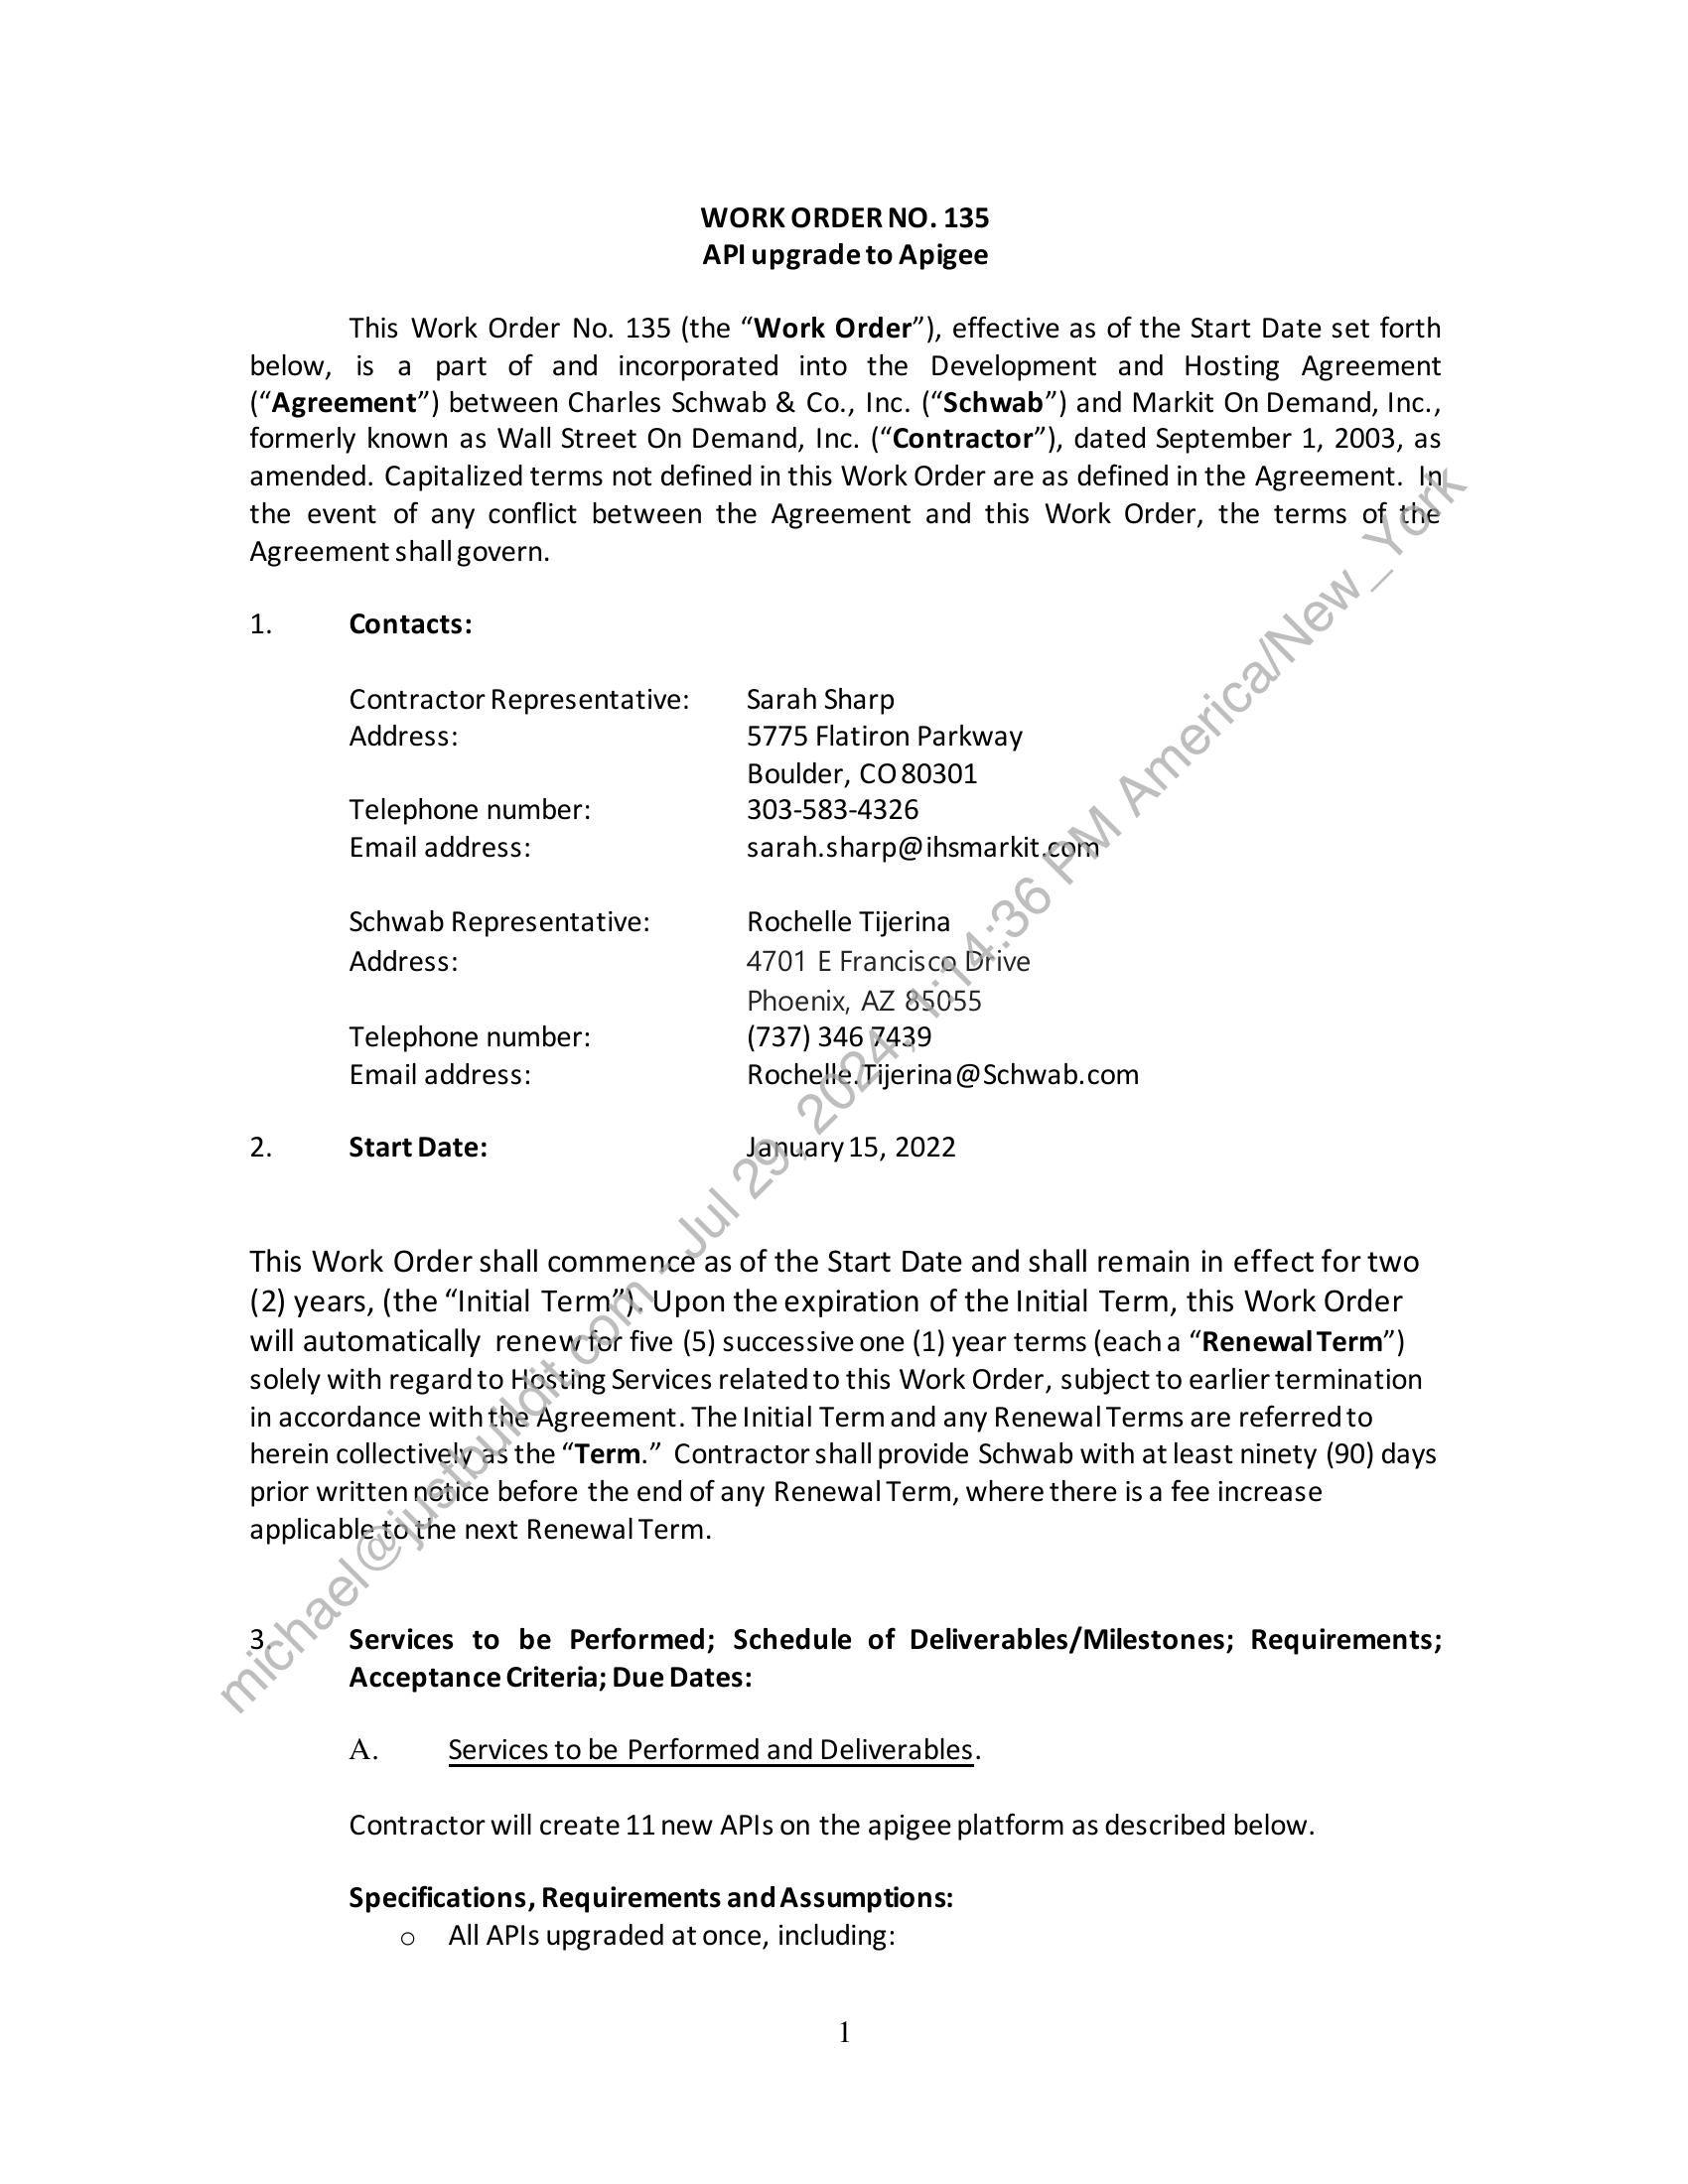 WORK ORDER NO. 135
API upgrade to Apigee
This Work Order No. 135 (the “Work Order”), effective as of the Start Date set forth
below, is a part of and incorporated into the Development and Hosting Agreement
(“Agreement”) between Charles Schwab & Co., Inc. (“Schwab”) and Markit On Demand, Inc.,
formerly known as Wall Street On Demand, Inc. (“Contractor”), dated September 1, 2003, as
amended. Capitalized terms not defined in this Work Order are as defined in the Agreement. In
the event of any conflict between the Agreement and this Work Order, the terms of the
Agreement shall govern.
1. Contacts:
Contractor Representative: Sarah Sharp
Address: 5775 Flatiron Parkway
Boulder, CO 80301
Telephone number: 303-583-4326
Email address: sarah.sharp@ihsmarkit.com
Schwab Representative: Rochelle Tijerina
Address: 4701 E Francisco Drive
Phoenix, AZ 85055
Telephone number: (737) 346 7439
Email address: Rochelle.Tijerina@Schwab.com
2. Start Date: January 15, 2022
This Work Order shall commence as of the Start Date and shall remain in effect for two
(2) years, (the “Initial Term”). Upon the expiration of the Initial Term, this Work Order
will automatically renew for five (5) successive one (1) year terms (each a “Renewal Term”)
solely with regard to Hosting Services related to this Work Order, subject to earlier termination
in accordance with the Agreement. The Initial Term and any Renewal Terms are referred to
herein collectively as the “Term.” Contractor shall provide Schwab with at least ninety (90) days
prior written notice before the end of any Renewal Term, where there is a fee increase
applicable to the next Renewal Term.
3. Services to be Performed; Schedule of Deliverables/Milestones; Requirements;
Acceptance Criteria; Due Dates:
A. Services to be Performed and Deliverables.
Contractor will create 11 new APIs on the apigee platform as described below.
Specifications, Requirements and Assumptions:
o All APIs upgraded at once, including:
1
michael@justbuildit.com - Jul 29, 2024, 1:14:36 PM America/New_York